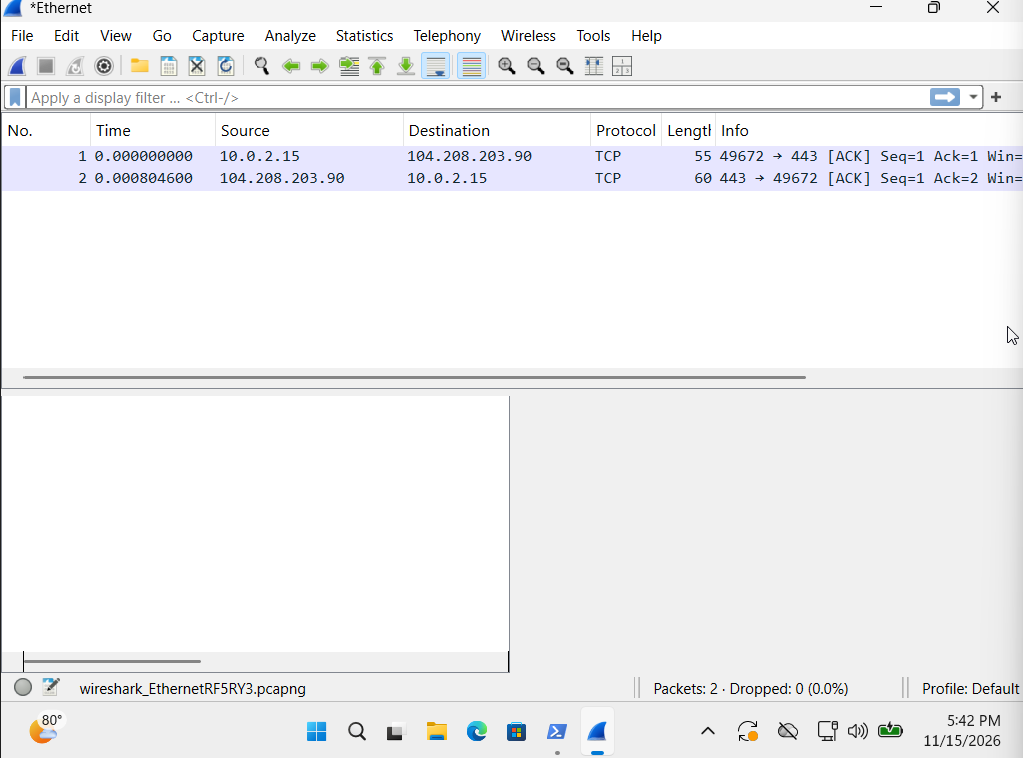 *Ethernet
File Edit View Go Capture Analyze Statistics Telephony Wireless Tools Help
Apply a display filter … <Ctrl-/>
No. Time Source Destination Protocol Length Info
1 0.000000000 10.0.2.15 104.208.203.90 TCP 55 49672 → 443 [ACK] Seq=1 Ack=1 Win=
2 0.000804600 104.208.203.90 10.0.2.15 TCP 60 443 → 49672 [ACK] Seq=1 Ack=2 Win=
wireshark_EthernetRF5RY3.pcapng Packets: 2 · Dropped: 0 (0.0%) Profile: Default
80°
5:42 PM
11/15/2026